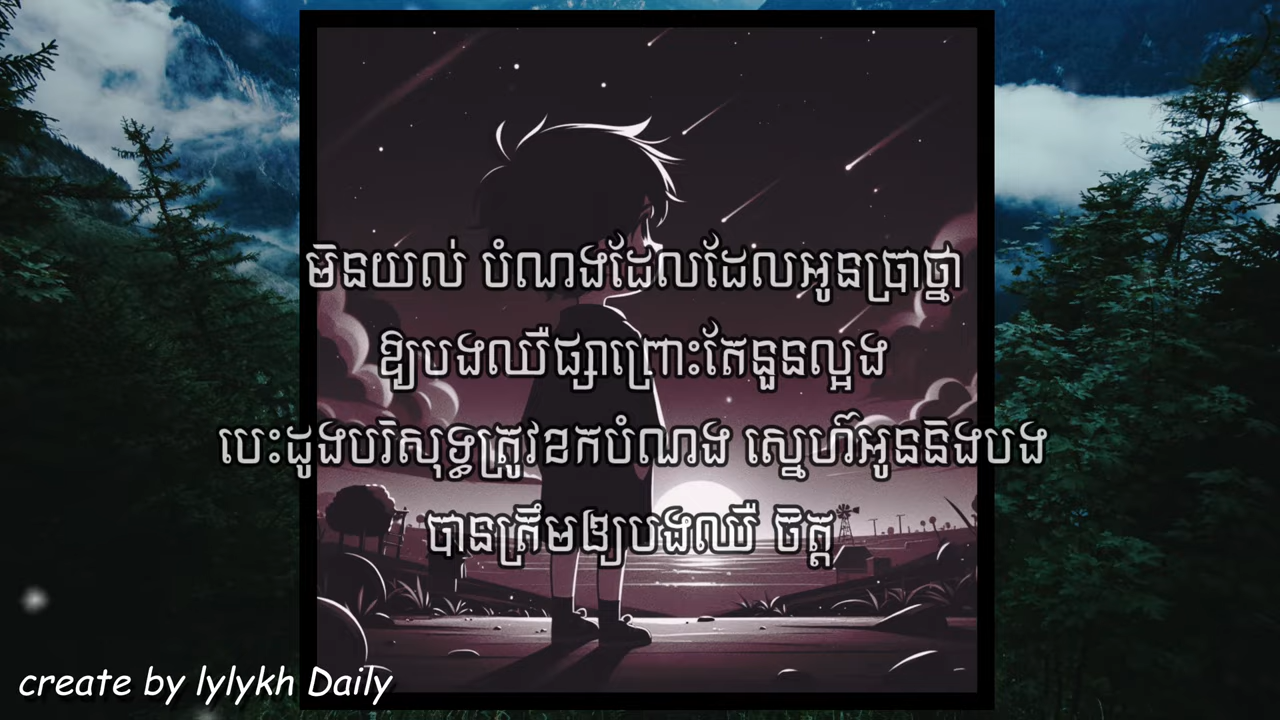 មិនយល់ បំណងដែលដែលអូនប្រាថ្នា
ឱ្យបងឈឺផ្សាព្រោះតែនួនល្អង
បេះដូងបរិសុទ្ធត្រូវខកបំណង ស្នេហ៊អូននិងបង
បានត្រឹមឲ្យបងឈឺ ចិត្ត
create by lylykh Daily